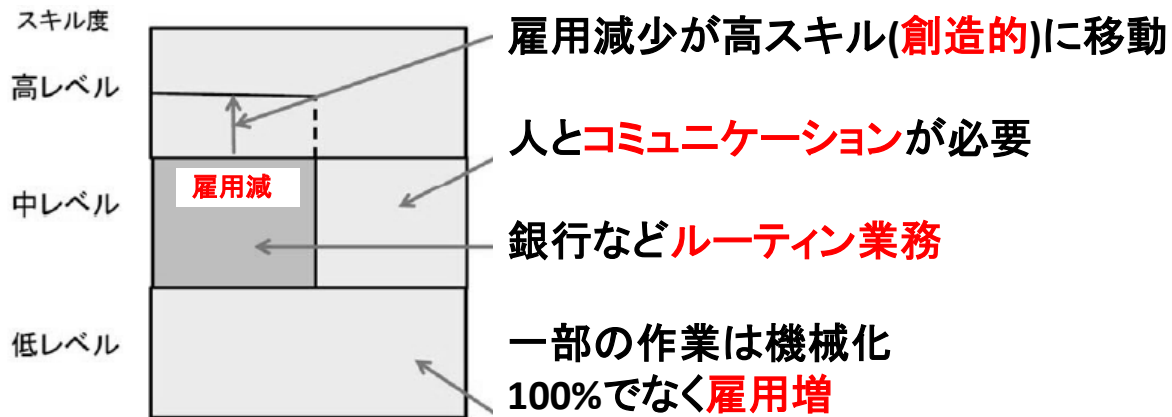 スキル度
高レベル
中レベル
低レベル
雇用減
雇用減少が高スキル(創造的)に移動
人とコミュニケーションが必要
銀行などルーティン業務
一部の作業は機械化
100%でなく雇用増